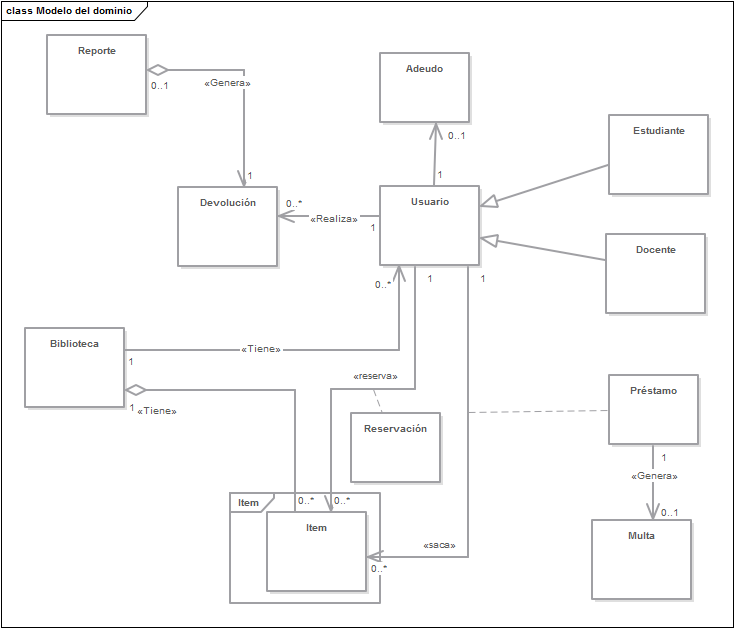 class Modelo del dominio
Reporte
0..1
«Genera»
1
Adeudo
0..1
1
Estudiante
Devolución
0..*
«Realiza»
1
Usuario
Docente
0..*
1
1
Biblioteca
1
«Tiene»
1
«Tiene»
«reserva»
Reservación
Préstamo
1
«Genera»
0..1
Multa
Item
0..*
0..*
Item
«saca»
0..*